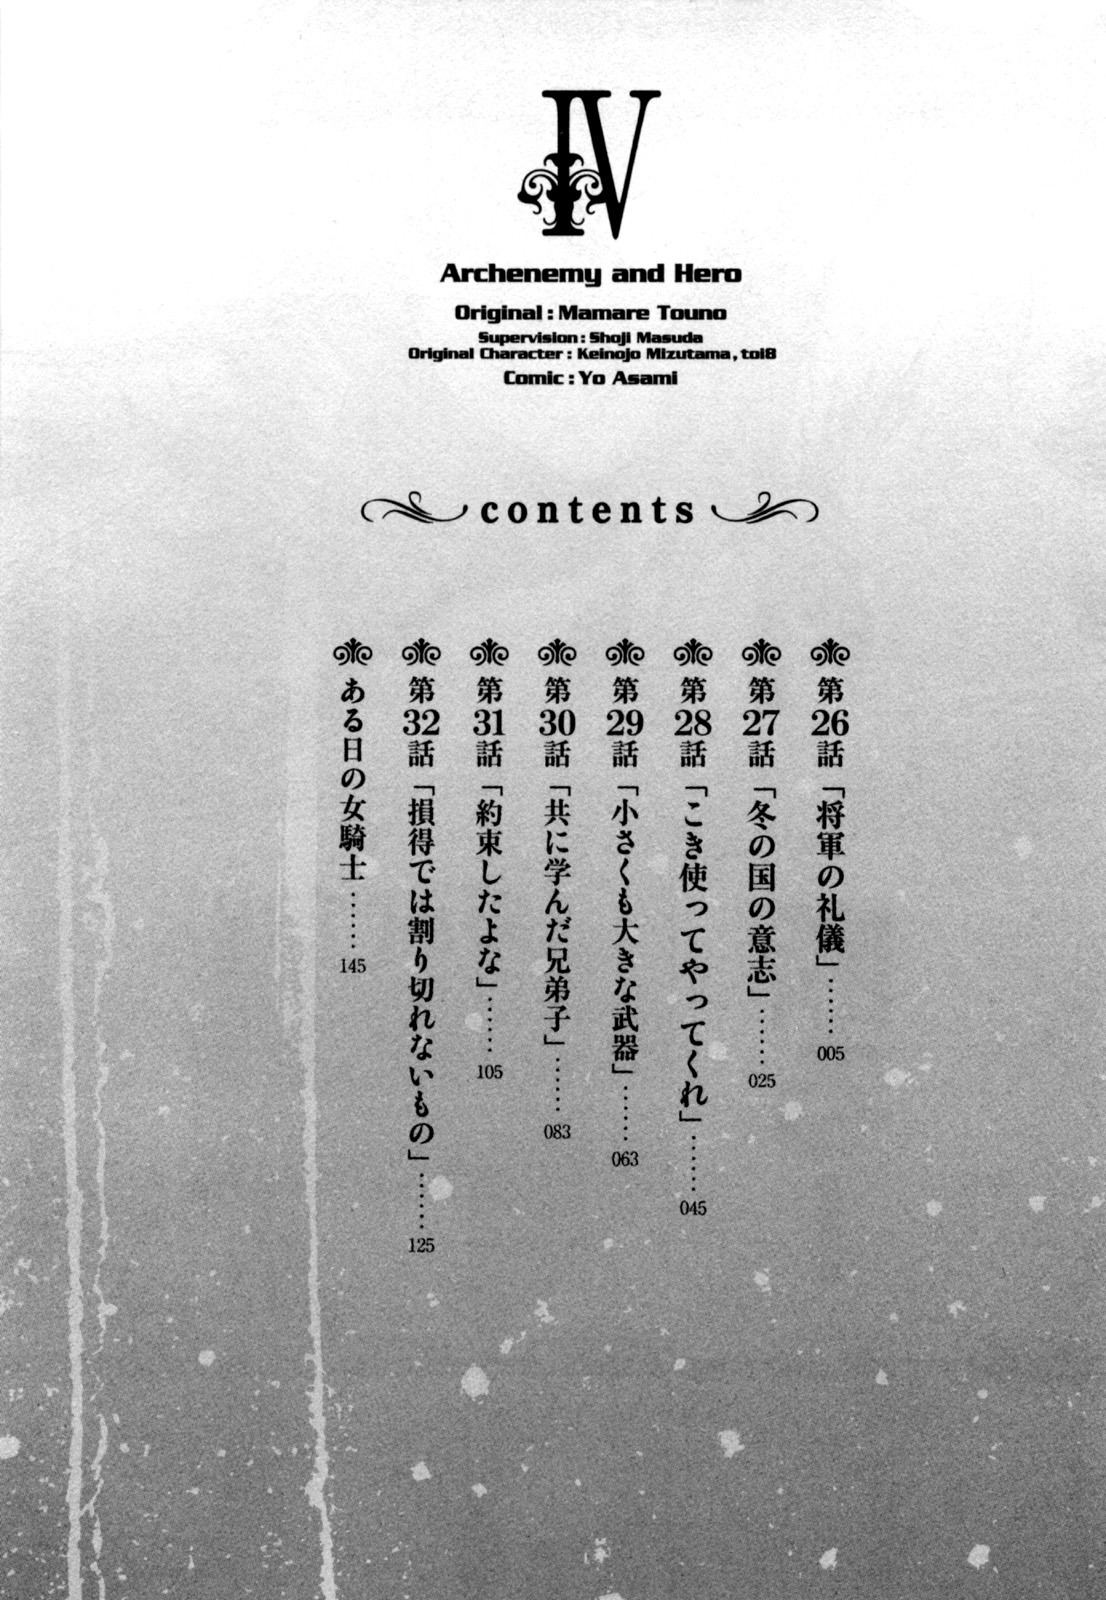 IV
Archenemy and Hero
Original : Mamare Touno
Supervision : Shoji Masuda
Original Character : Keinojo Mizutama, toi8
Comic : Yo Asami
contents
第26話「将軍の礼儀」……… 005
第27話「冬の国の意志」……… 025
第28話「こき使ってやってくれ」……… 045
第29話「小さくも大きな武器」……… 063
第30話「共に学んだ兄弟子」……… 083
第31話「約束したよな」……… 105
第32話「損得では割り切れないもの」……… 125
ある日の女騎士……… 145